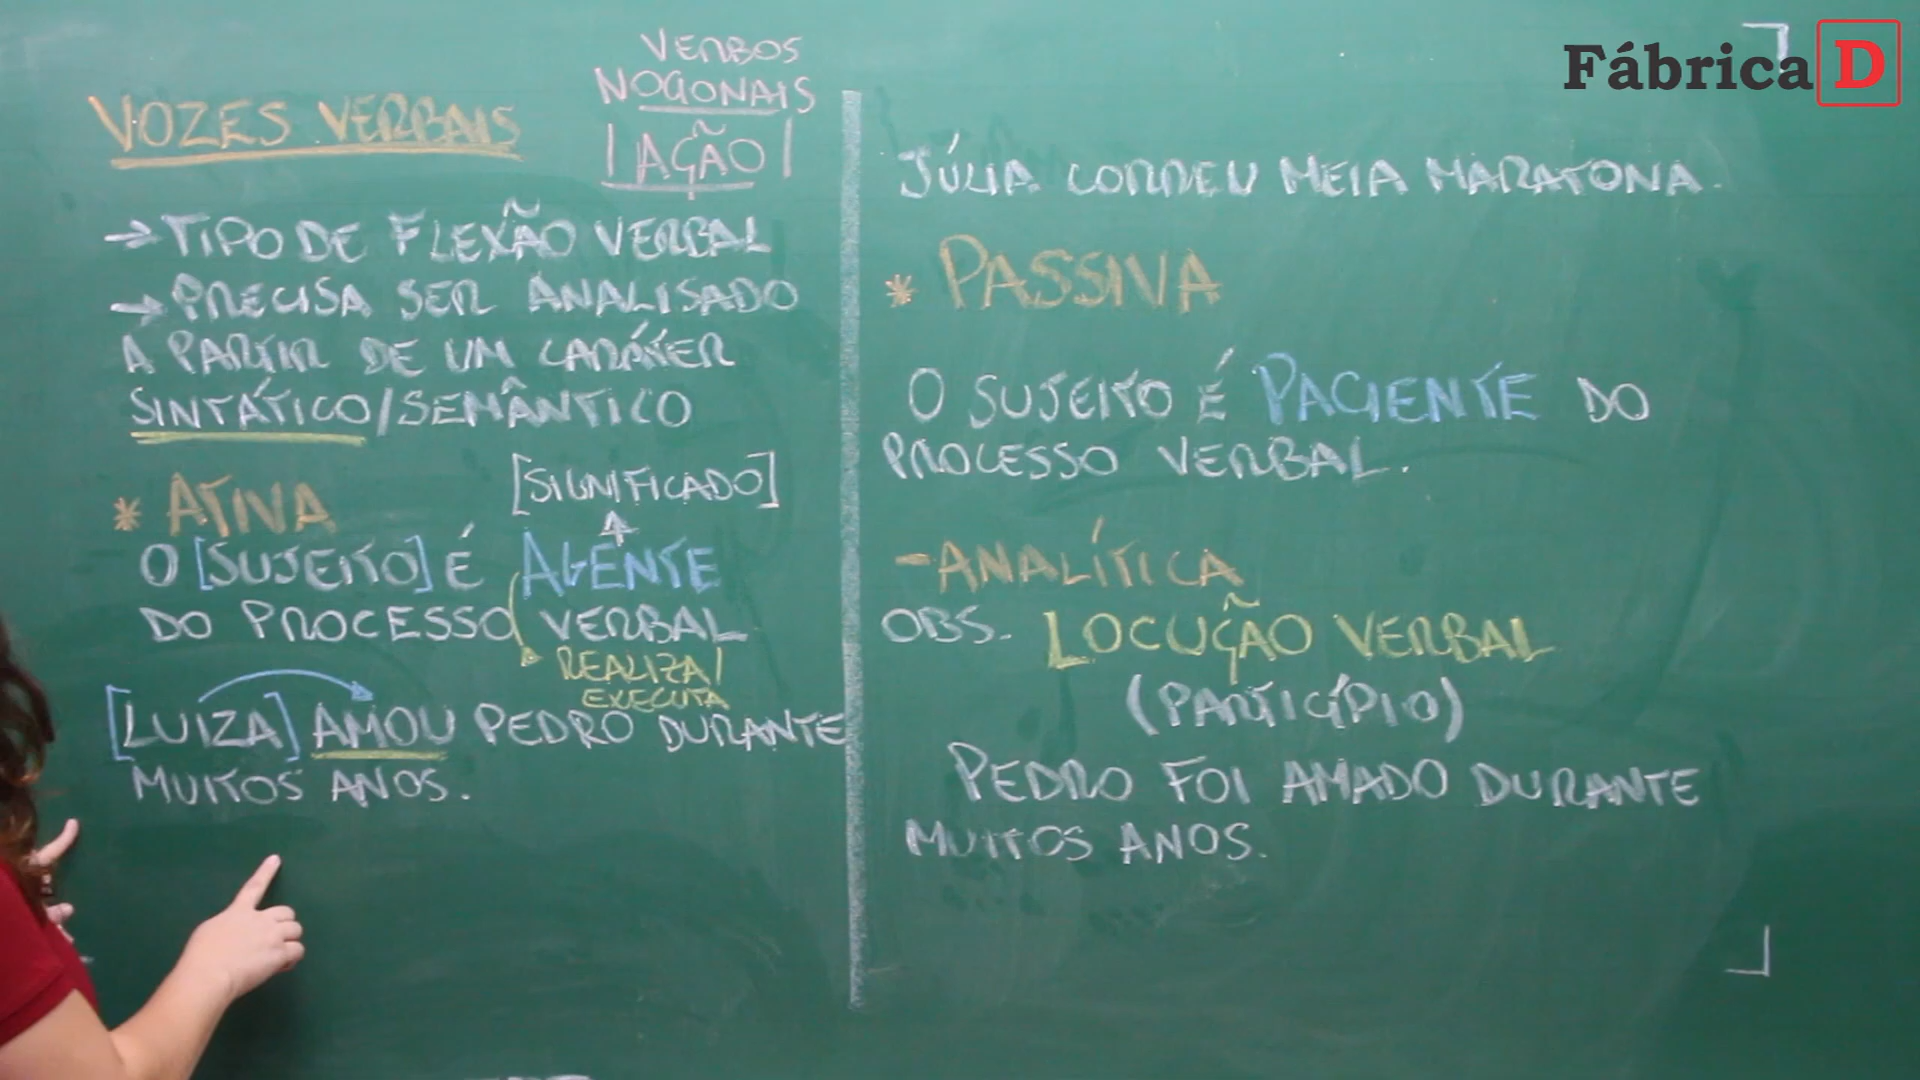 VERBOS
NOGONAIS
|AÇÃO|
VOZES VERBAIS
→ TIPO DE FLEXÃO VERBAL
→ PRECISA SER ANALISADO
A PARTIR DE UM CARÁTER
SINTÁTICO/SEMÂNTICO
[SIGNIFICADO]
* ATIVA
O [SUJEITO] É AGENTE
DO PROCESSO VERBAL
REALIZA/
EXECUTA
[LUIZA] AMOU PEDRO DURANTE
MUITOS ANOS.
Fábrica D
JÚLIA CORREU MEIA MARATONA.
* PASSIVA
O SUJEITO É PACIENTE DO
PROCESSO VERBAL.
- ANALÍTICA
OBS. LOCUÇÃO VERBAL
(PARTICÍPIO)
PEDRO FOI AMADO DURANTE
MUITOS ANOS.